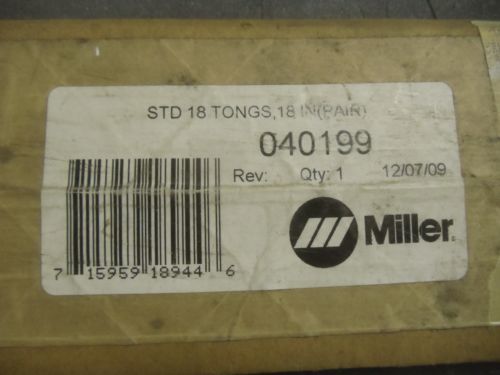 STD 18 TONGS,18 IN(PAIR)
040199
Rev: Qty: 1 12/07/09
Miller
7 15959 18944 6